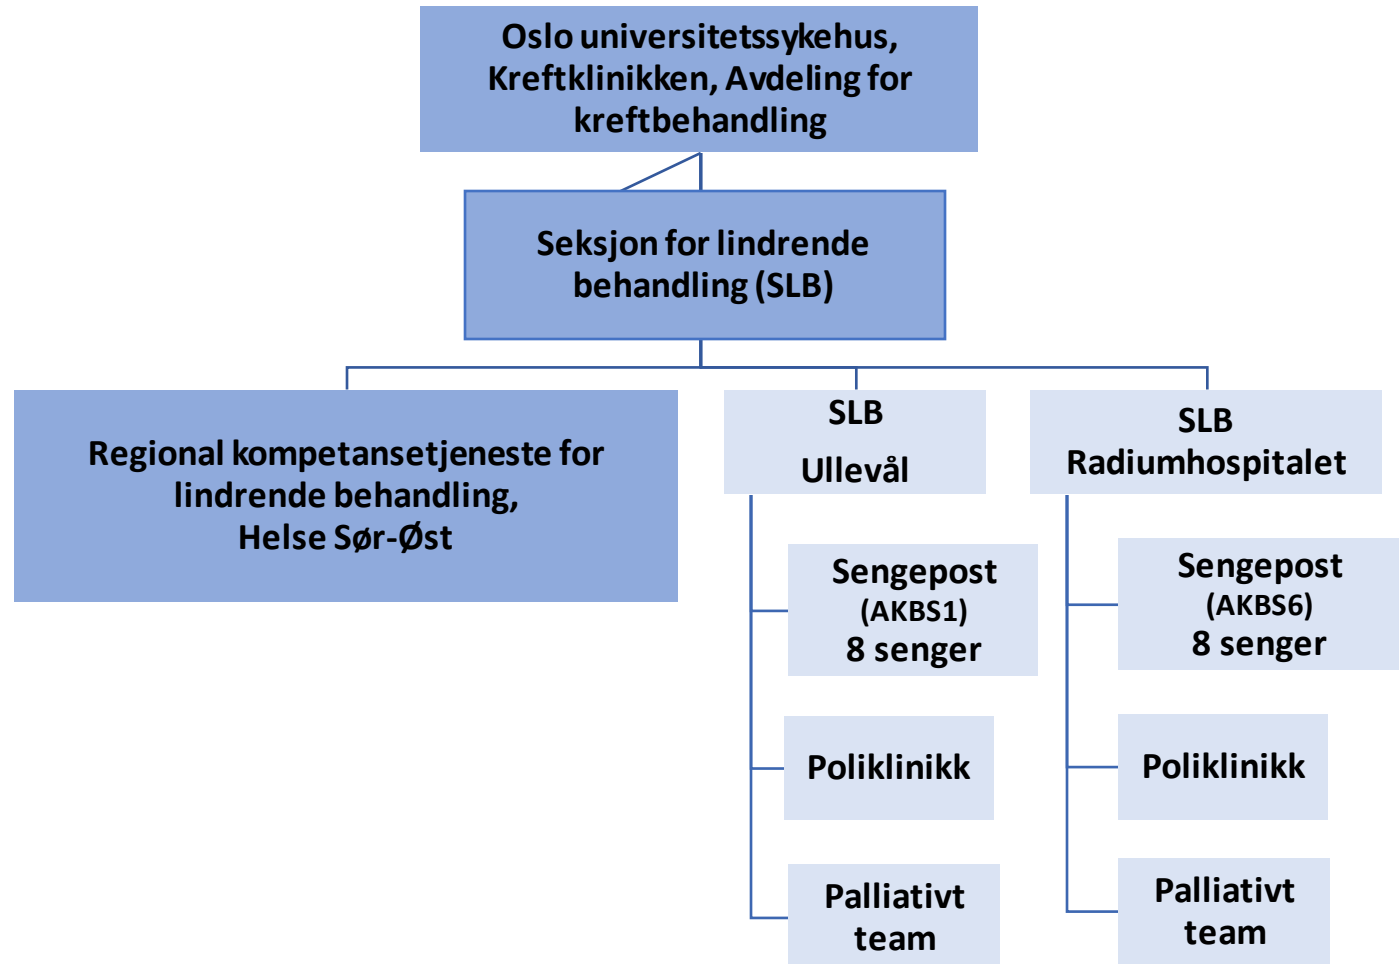 Oslo universitetssykehus,
Kreftklinikken, Avdeling for
kreftbehandling
Seksjon for lindrende
behandling (SLB)
Regional kompetansetjeneste for
lindrende behandling,
Helse Sør-Øst
SLB
Ullevål
Sengepost
(AKBS1)
8 senger
Poliklinikk
Palliativt
team
SLB
Radiumhospitalet
Sengepost
(AKBS6)
8 senger
Poliklinikk
Palliativt
team